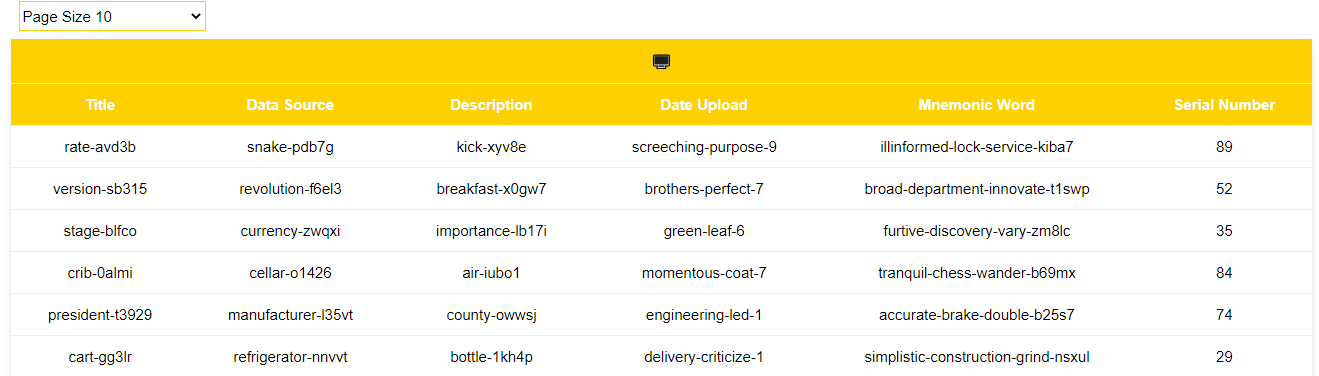 Page Size 10
Title Data Source Description Date Upload Mnemonic Word Serial Number
rate-avd3b snake-pdb7g kick-xyv8e screeching-purpose-9 illinformed-lock-service-kiba7 89
version-sb315 revolution-f6el3 breakfast-x0gw7 brothers-perfect-7 broad-department-innovate-t1swp 52
stage-blfco currency-zwqxi importance-lb17i green-leaf-6 furtive-discovery-vary-zm8lc 35
crib-0almi cellar-o1426 air-iubo1 momentous-coat-7 tranquil-chess-wander-b69mx 84
president-t3929 manufacturer-l35vt county-owwsj engineering-led-1 accurate-brake-double-b25s7 74
cart-gg3lr refrigerator-nnvvt bottle-1kh4p delivery-criticize-1 simplistic-construction-grind-nsxul 29